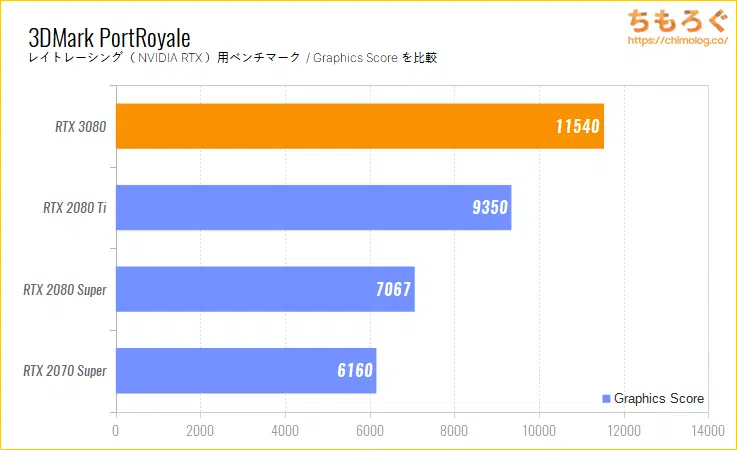 3DMark PortRoyale
レイトレーシング（NVIDIA RTX）用ベンチマーク / Graphics Score を比較
ちもろぐ
https://chimolog.co/
RTX 3080
11540
RTX 2080 Ti
9350
RTX 2080 Super
7067
RTX 2070 Super
6160
Graphics Score
0 2000 4000 6000 8000 10000 12000 14000